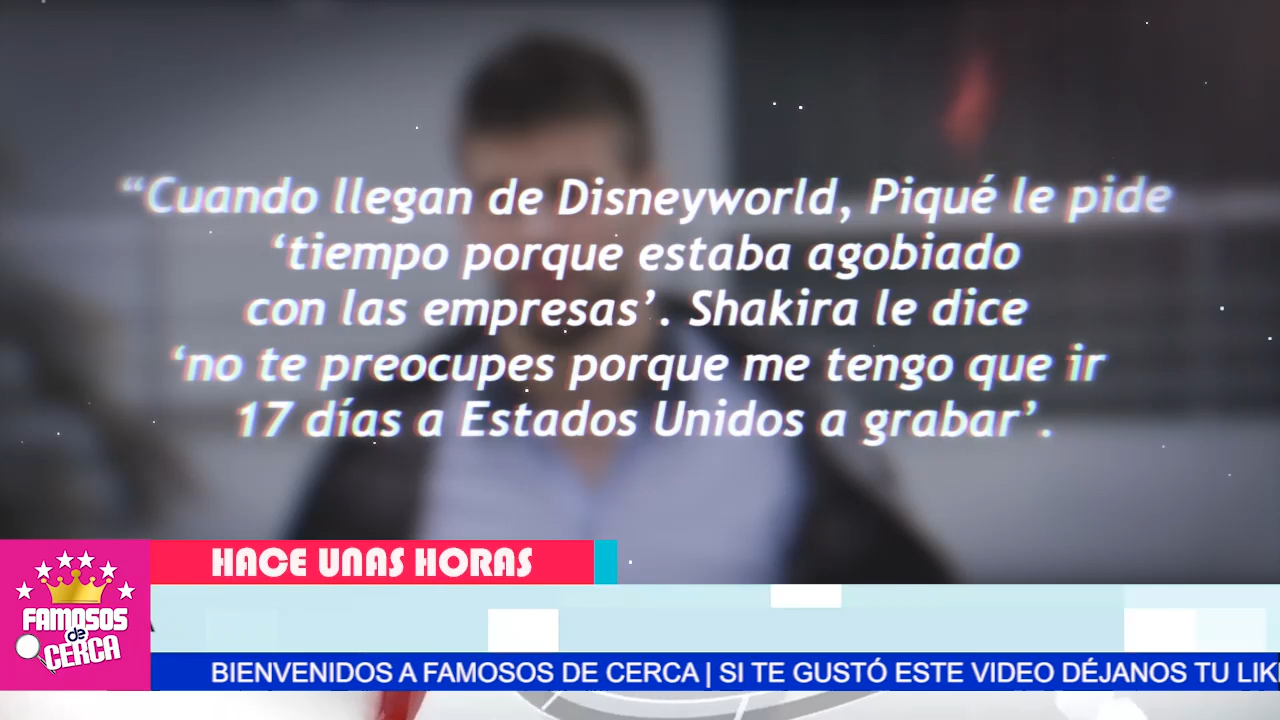 “Cuando llegan de Disneyworld, Piqué le pide
‘tiempo porque estaba agobiado
con las empresas’. Shakira le dice
‘no te preocupes porque me tengo que ir
17 días a Estados Unidos a grabar’.
HACE UNAS HORAS
FAMOSOS
de
CERCA
BIENVENIDOS A FAMOSOS DE CERCA | SI TE GUSTÓ ESTE VIDEO DÉJANOS TU LIK